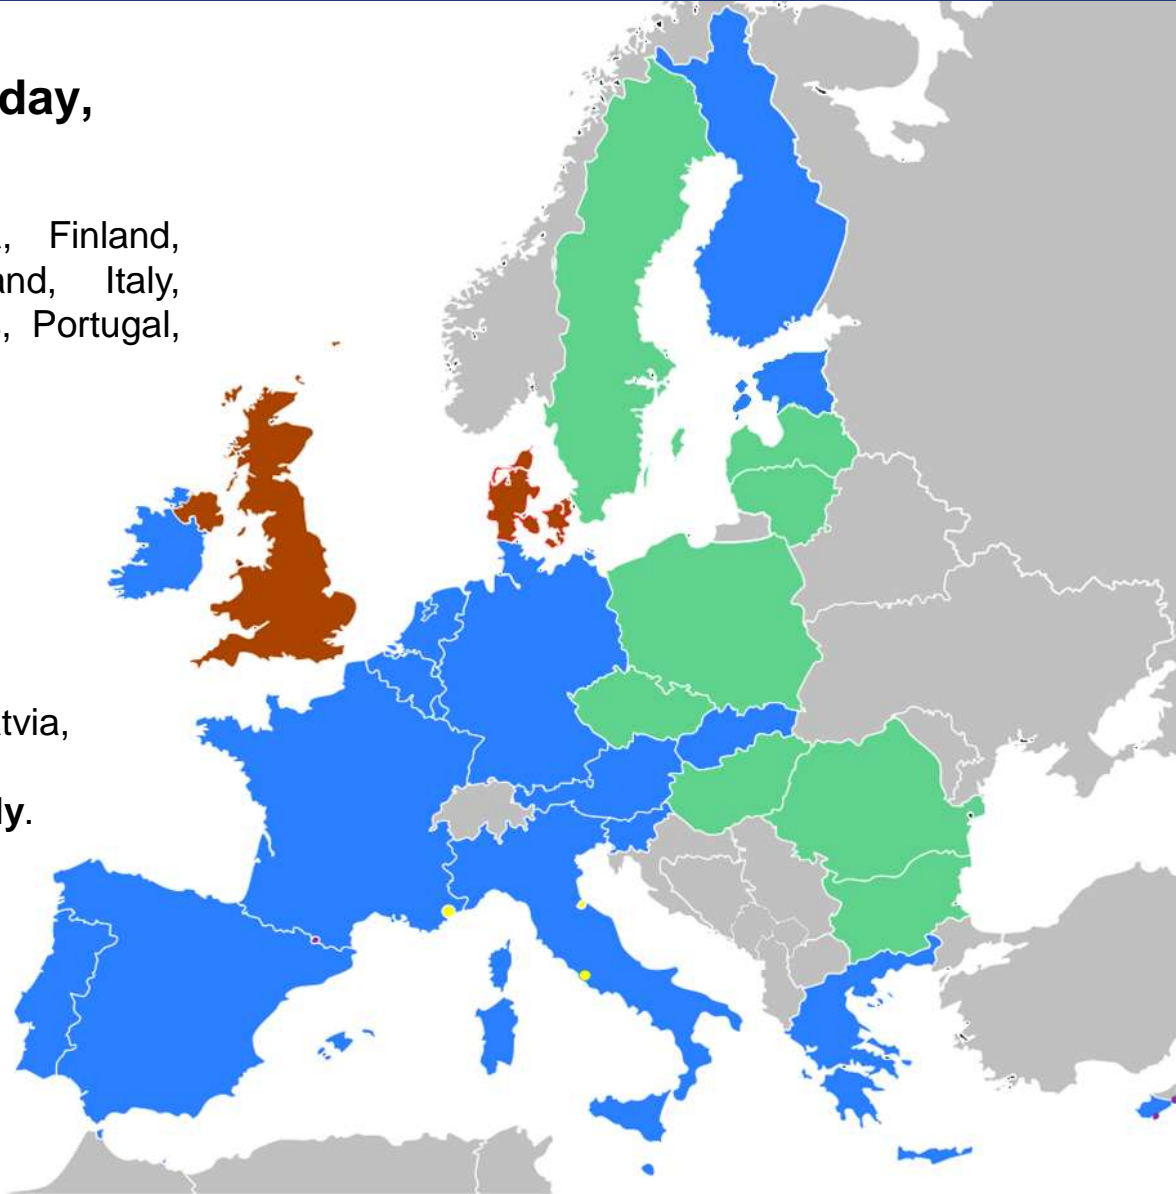 day,
, Finland,
and, Italy,
, Portugal,
tvia,
ly.